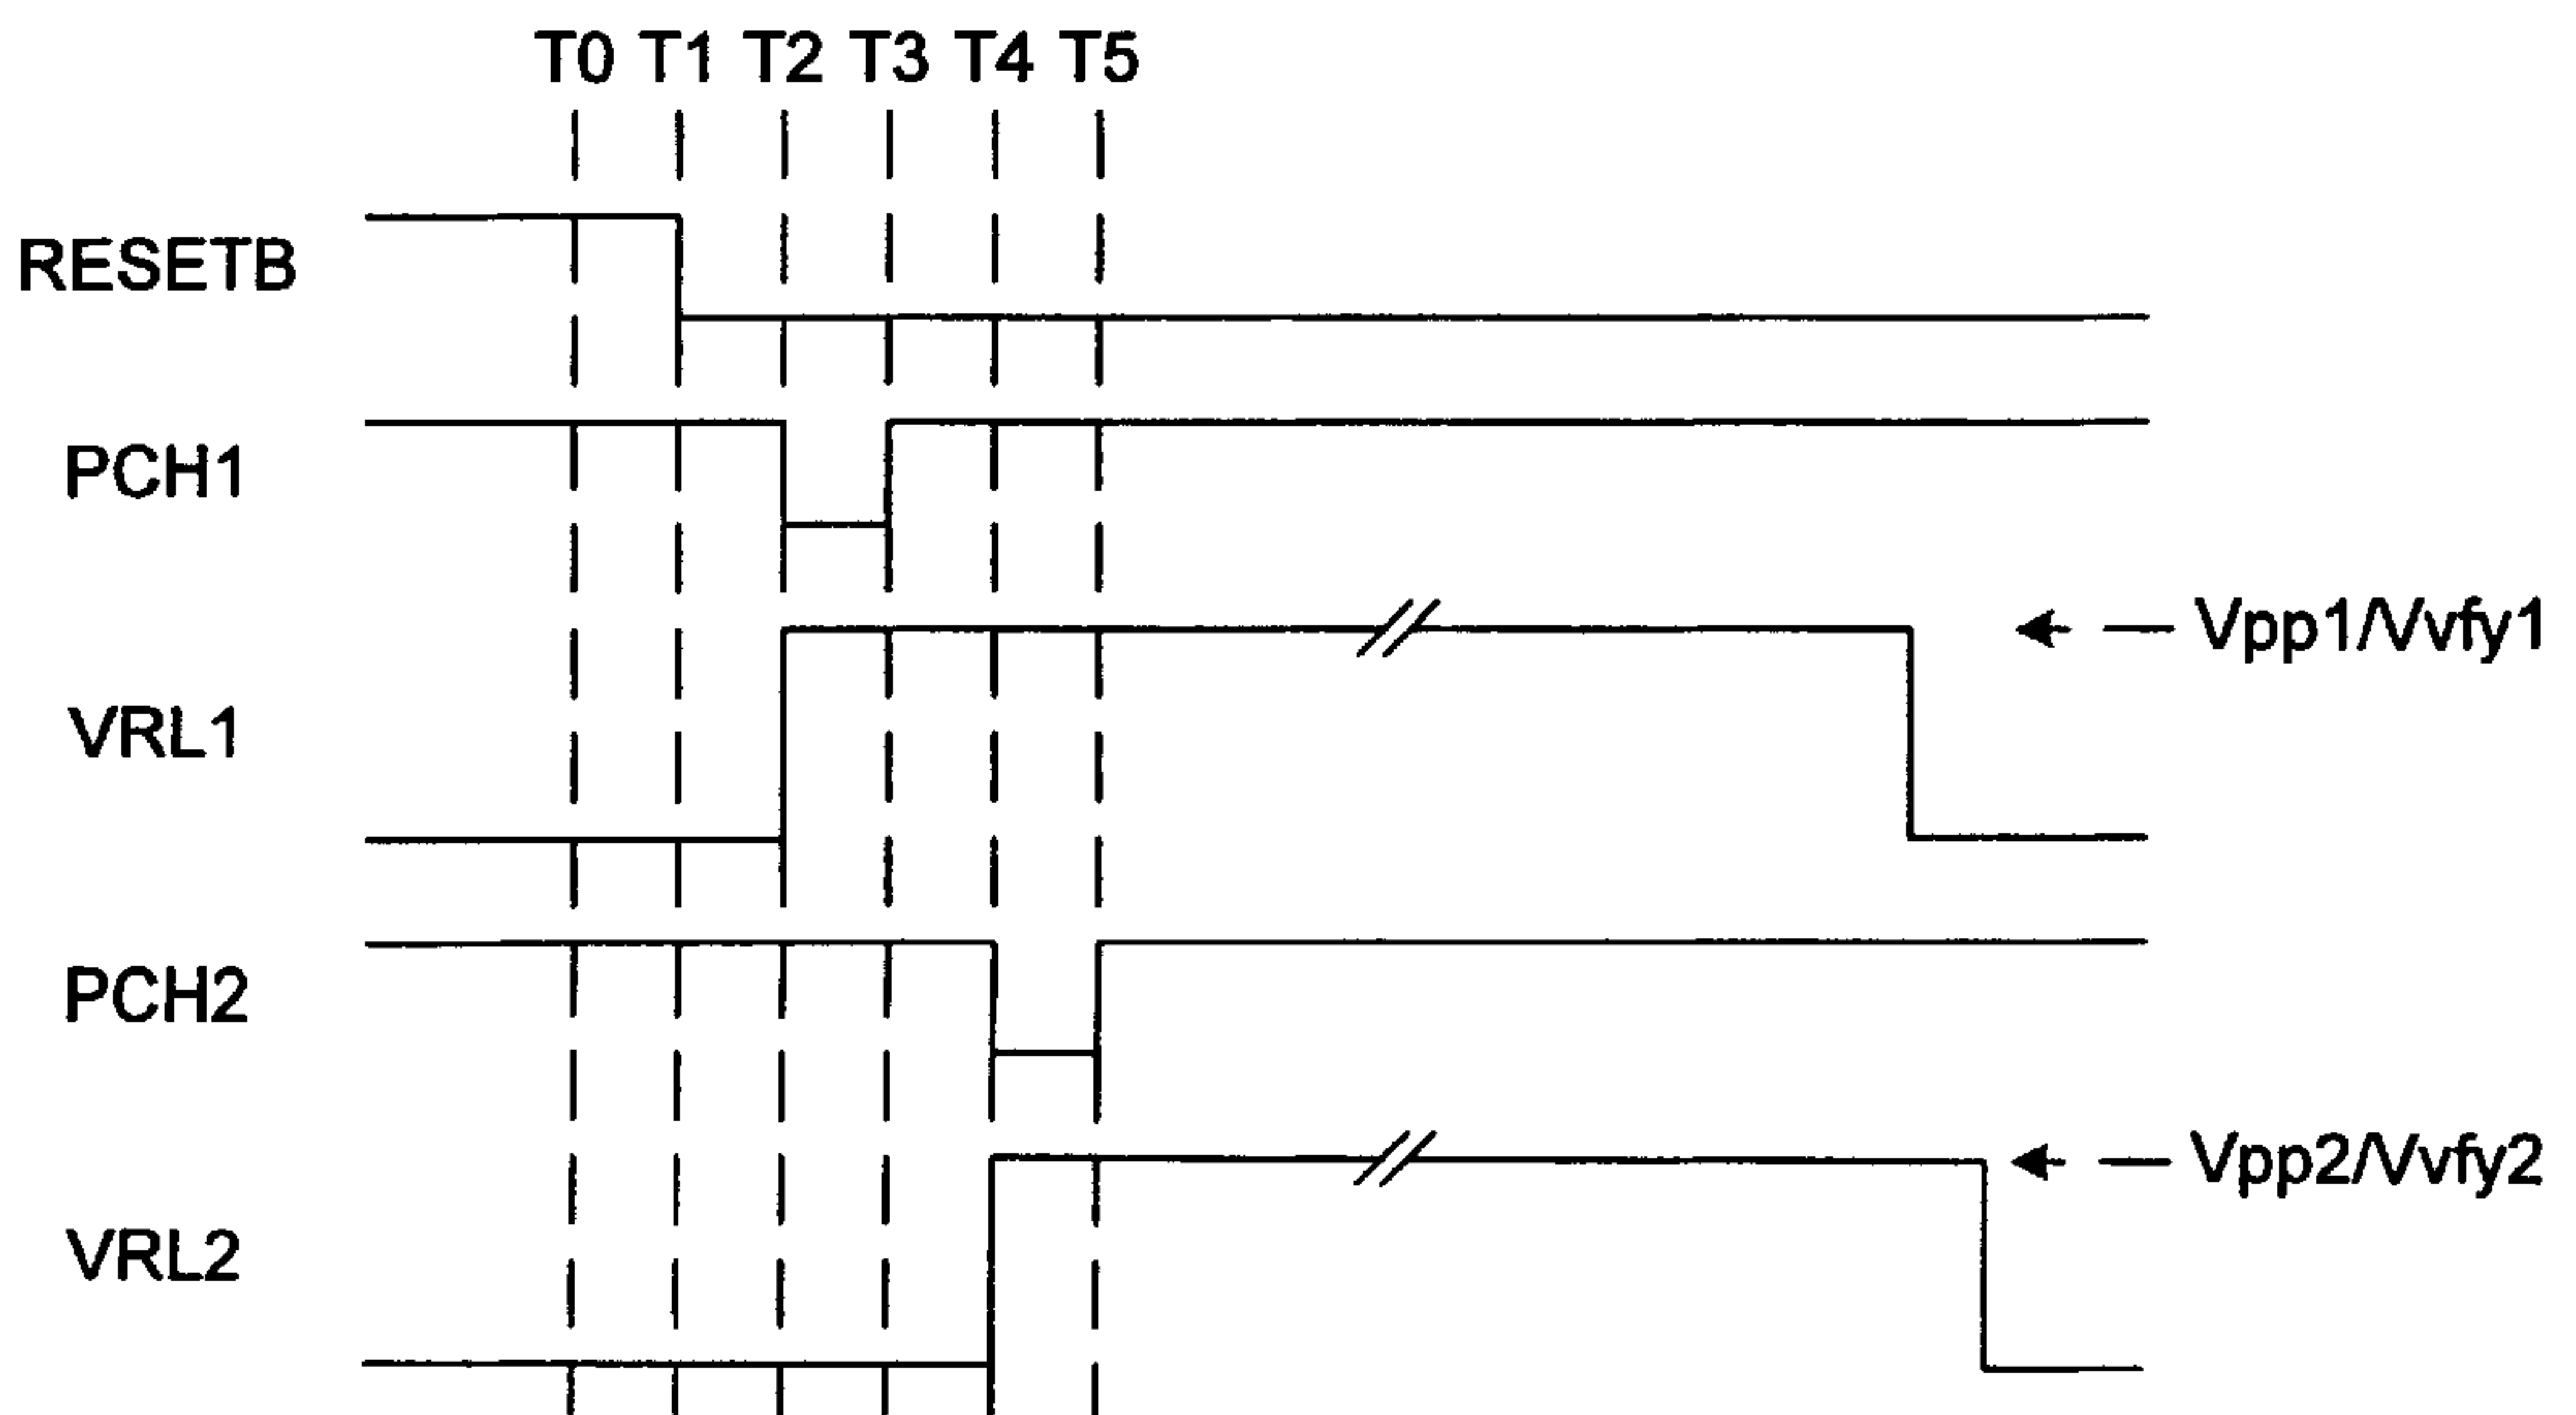 T0 T1 T2 T3 T4 T5
RESETB
PCH1
Vpp1/Vvfy1
VRL1
PCH2
Vpp2/Vvfy2
VRL2